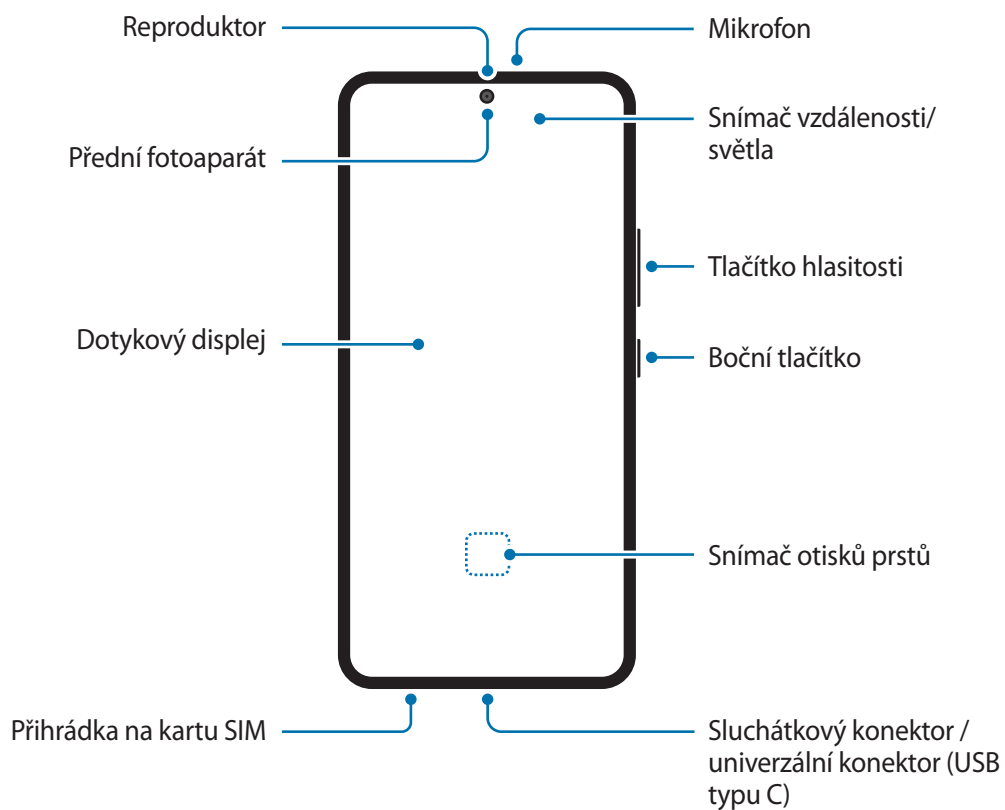 Reproduktor
Mikrofon
Přední fotoaparát
Snímač vzdálenosti/
světla
Tlačítko hlasitosti
Dotykový displej
Boční tlačítko
Snímač otisků prstů
Přihrádka na kartu SIM
Sluchátkový konektor /
univerzální konektor (USB
typu C)